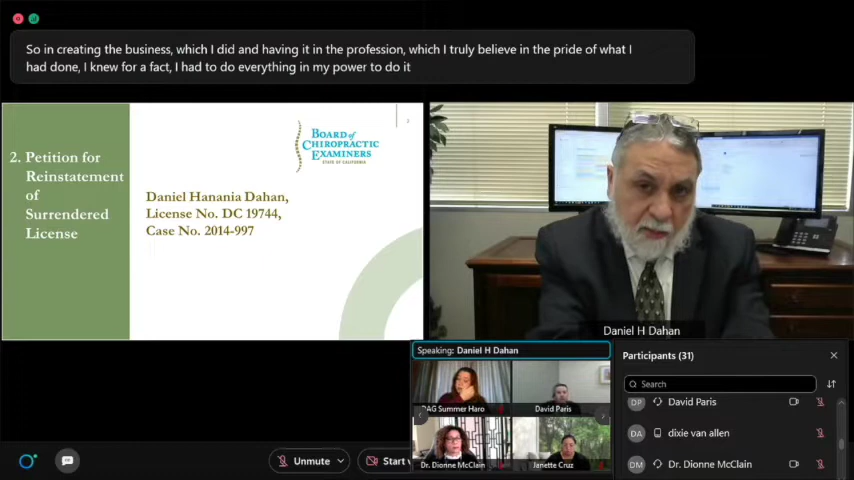 So in creating the business, which I did and having it in the profession, which I truly believe in the pride of what I
had done, I knew for a fact, I had to do everything in my power to do it
2
BOARD of
CHIROPRACTIC
EXAMINERS
STATE OF CALIFORNIA
2. Petition for
Reinstatement
of
Surrendered
License
Daniel Hanania Dahan,
License No. DC 19744,
Case No. 2014-997
Daniel H Dahan
Speaking: Daniel H Dahan
DAG Summer Haro
David Paris
Dr. Dionne McClain
Janette Cruz
Participants (31)
Search
DP David Paris
DA dixie van allen
DM Dr. Dionne McClain
Unmute
Start v